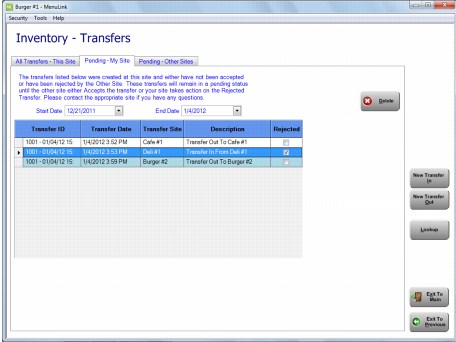 Burger #1 - MenuLink
Security Tools Help
Inventory - Transfers
All Transfers - This Site Pending - My Site Pending - Other Sites
The transfers listed below were created at this site and either have not been accepted
or have been rejected by the Other Site. These transfers will remain in a pending status
until the other site either Accepts the transfer or your site takes action on the Rejected
Transfer. Please contact the appropriate site if you have any questions.
Delete
Start Date 12/21/2011 End Date 1/4/2012
Transfer ID Transfer Date Transfer Site Description Rejected
1001 - 01/04/12 15: 1/4/2012 3:52 PM Cafe #1 Transfer Out To Cafe #1
1001 - 01/04/12 15: 1/4/2012 3:53 PM Deli #1 Transfer In From Deli #1
1001 - 01/04/12 15: 1/4/2012 3:59 PM Burger #2 Transfer Out To Burger #2
New Transfer
In
New Transfer
Out
Lookup
Exit To
Main
Exit To
Previous